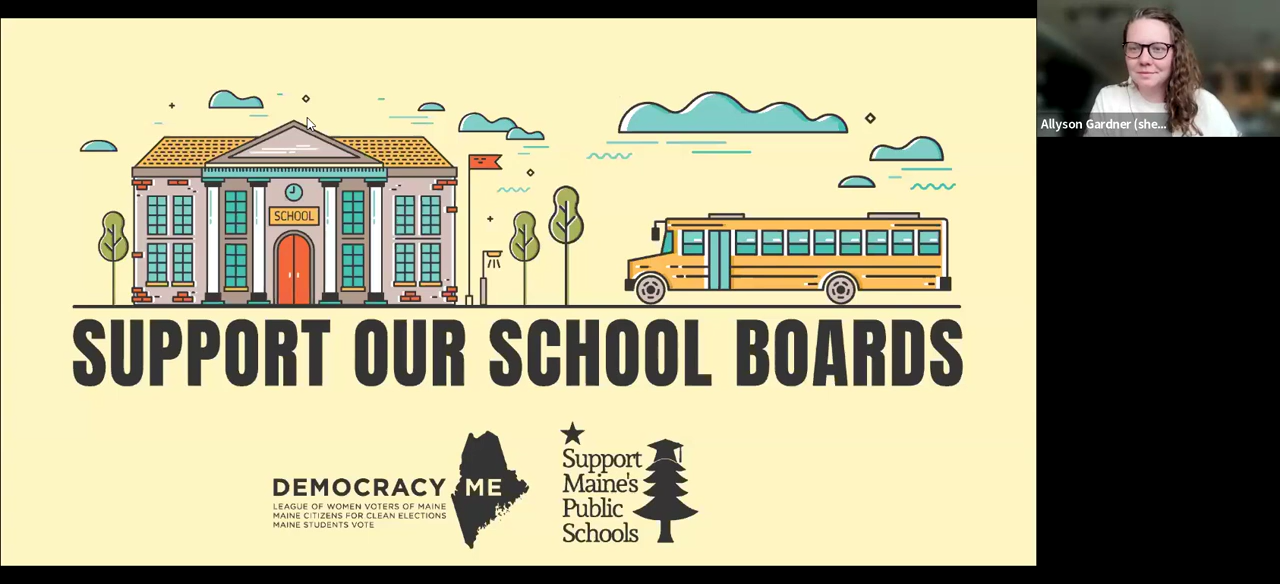 SCHOOL
SUPPORT OUR SCHOOL BOARDS
DEMOCRACY ME
LEAGUE OF WOMEN VOTERS OF MAINE
MAINE CITIZENS FOR CLEAN ELECTIONS
MAINE STUDENTS VOTE
Support
Maine's
Public
Schools
Allyson Gardner (she...